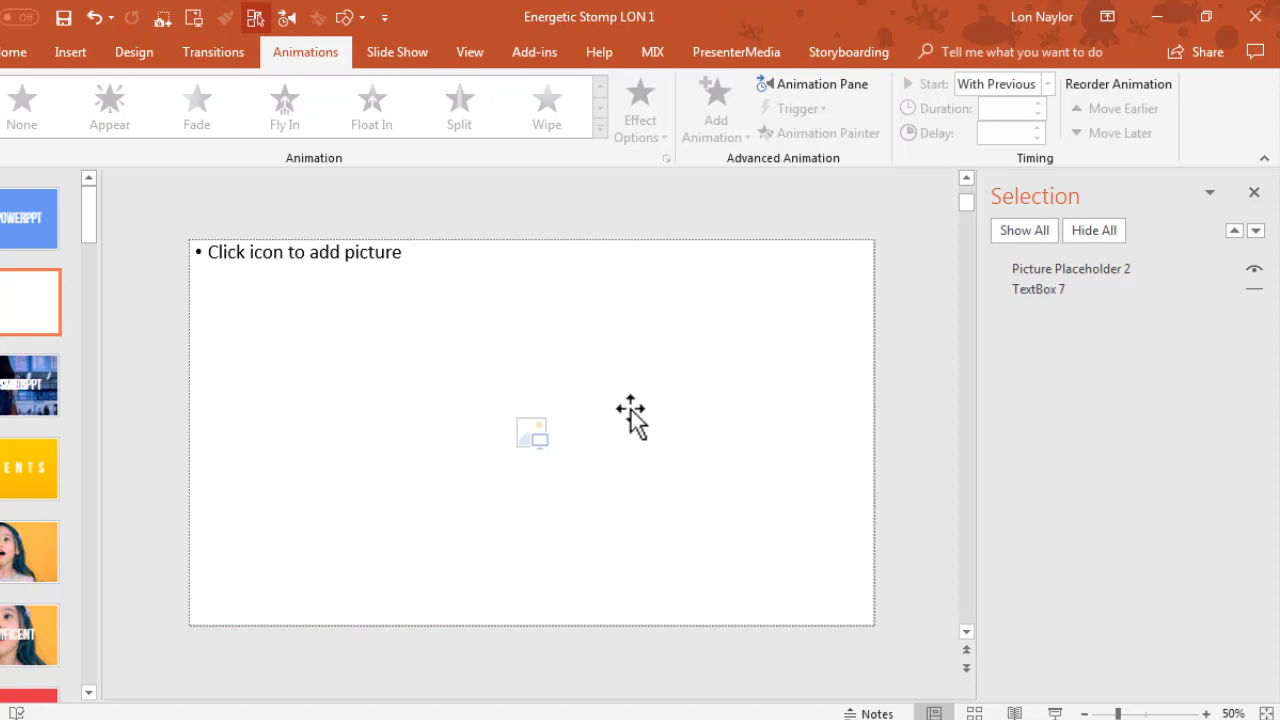 Off
Energetic Stomp LON 1
Lon Naylor
ome
Insert
Design
Transitions
Animations
Slide Show
View
Add-ins
Help
MIX
PresenterMedia
Storyboarding
Tell me what you want to do
Share
None
Appear
Fade
Fly In
Float In
Split
Wipe
Effect
Options
Add
Animation
Animation Pane
Trigger
Animation Painter
Start:
With Previous
Duration:
Delay:
Reorder Animation
Move Earlier
Move Later
Animation
Advanced Animation
Timing
POWERPPT
ENTS
Click icon to add picture
Selection
Show All
Hide All
Picture Placeholder 2
TextBox 7
Notes
50%